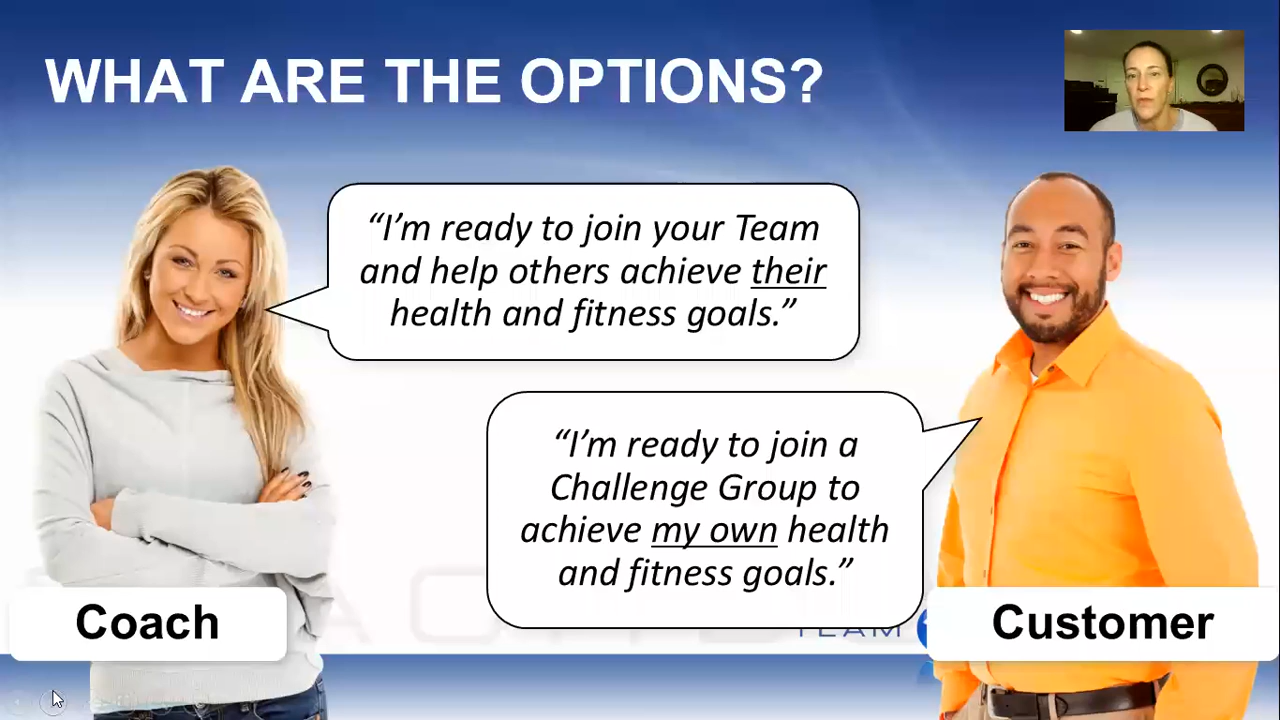 WHAT ARE THE OPTIONS?
“I’m ready to join your Team
and help others achieve their
health and fitness goals.”
“I’m ready to join a
Challenge Group to
achieve my own health
and fitness goals.”
TEAM
Coach
Customer